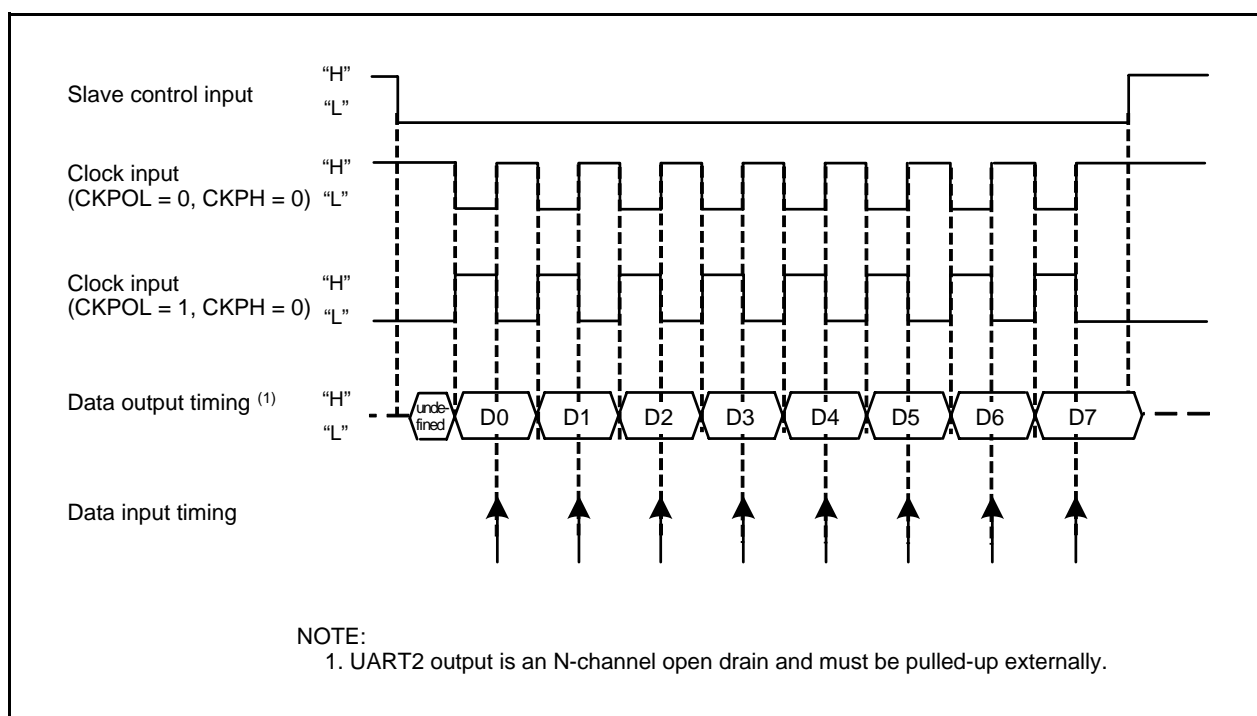 Slave control input
“H”
“L”
Clock input
(CKPOL = 0, CKPH = 0)
“H”
“L”
Clock input
(CKPOL = 1, CKPH = 0)
“H”
“L”
Data output timing (1)
“H”
“L”
unde-
fined
D0 D1 D2 D3 D4 D5 D6 D7
Data input timing
NOTE:
1. UART2 output is an N-channel open drain and must be pulled-up externally.